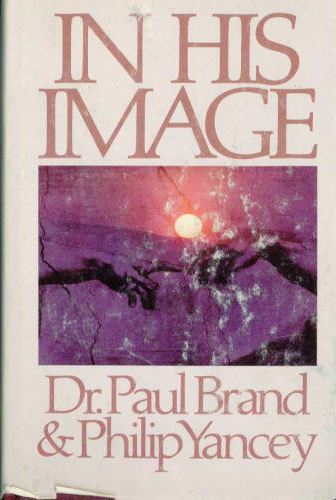 IN HIS
IMAGE
Dr. Paul Brand
& Philip Yancey